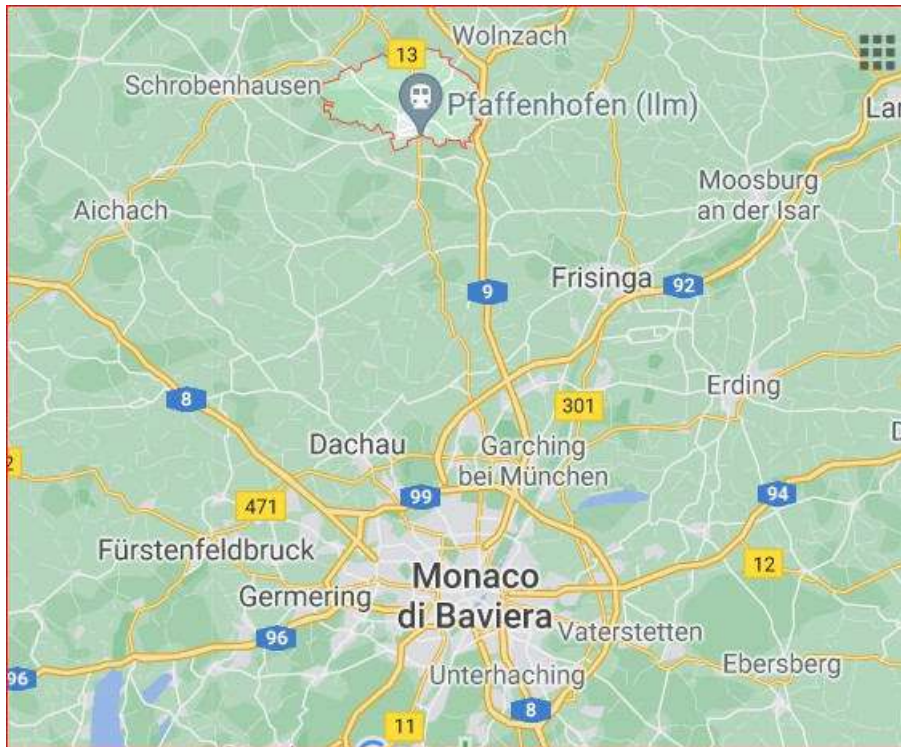 Wolnzach
13
Schrobenhausen
Pfaffenhofen (Ilm)
Moosburg
an der Isar
Aichach
Frisinga
92
9
8
Erding
301
Dachau
Garching
bei München
99
94
471
Fürstenfeldbruck
12
Monaco
di Baviera
Germering
96
Vaterstetten
Ebersberg
96
Unterhaching
8
11